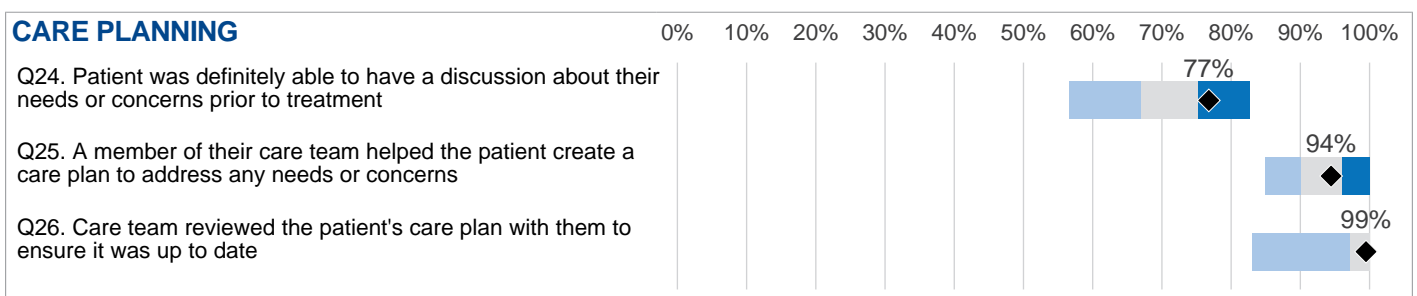 CARE PLANNING
0% 10% 20% 30% 40% 50% 60% 70% 80% 90% 100%
Q24. Patient was definitely able to have a discussion about their
needs or concerns prior to treatment
77%
Q25. A member of their care team helped the patient create a
care plan to address any needs or concerns
94%
Q26. Care team reviewed the patient's care plan with them to
ensure it was up to date
99%